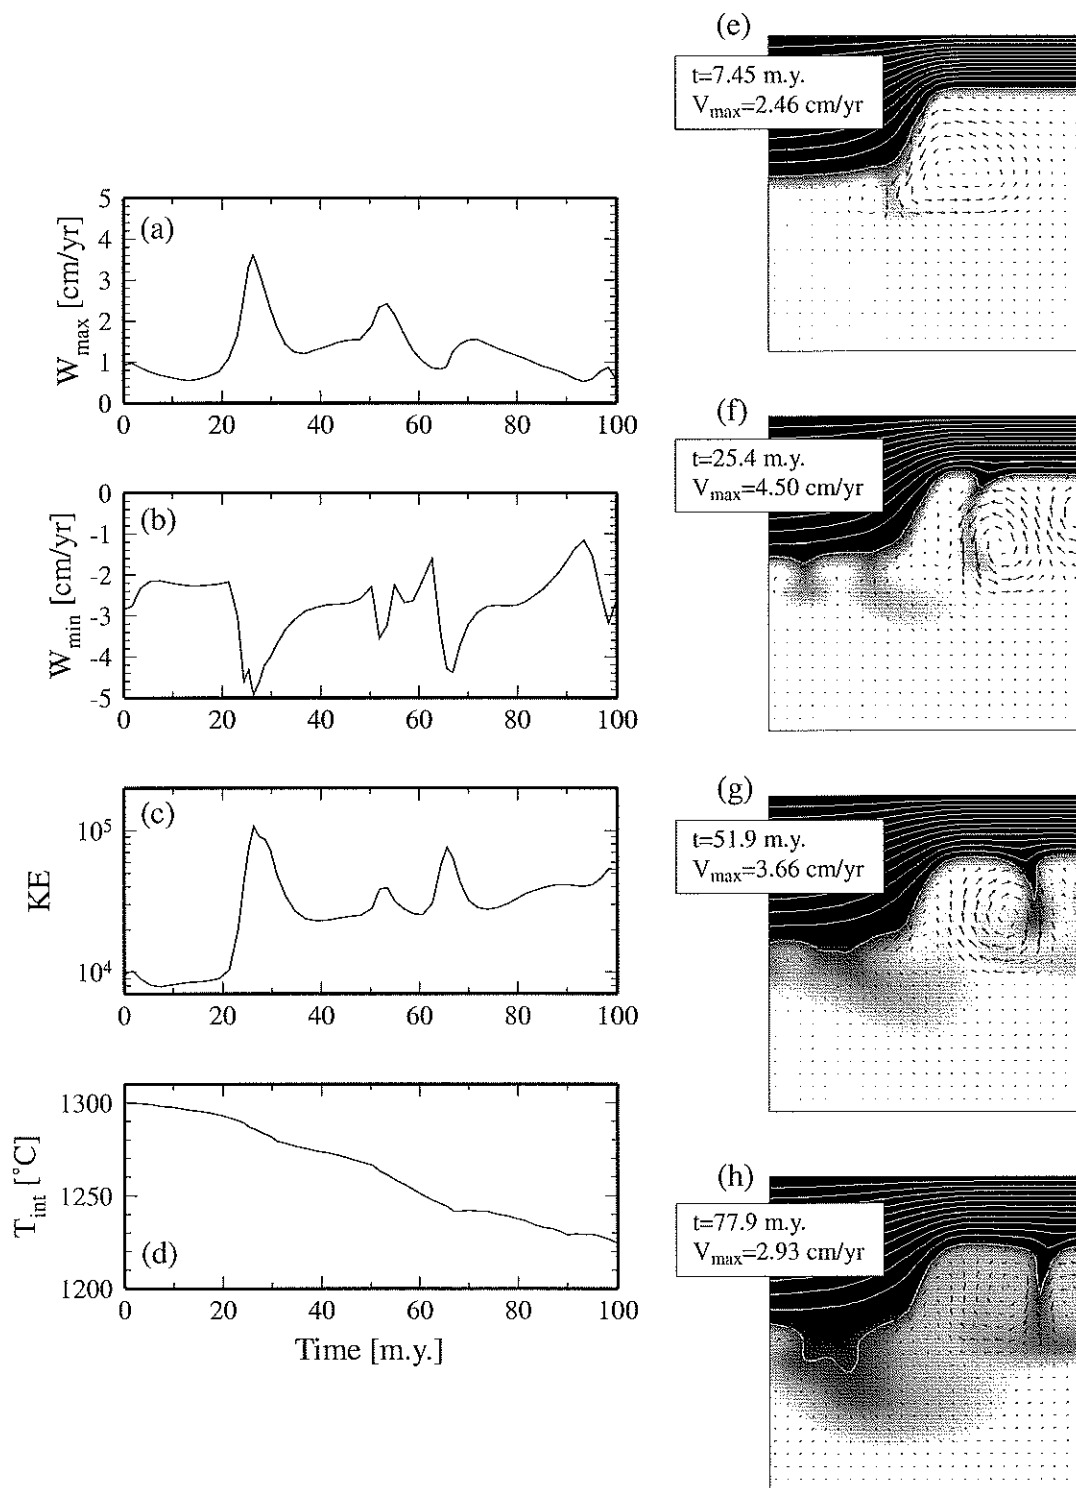 (a)
W_max [cm/yr]
5
4
3
2
1
0
0 20 40 60 80 100
(b)
W_min [cm/yr]
0
-1
-2
-3
-4
-5
0 20 40 60 80 100
(c)
KE
10^5
10^4
0 20 40 60 80 100
(d)
T_int [°C]
1300
1250
1200
0 20 40 60 80 100
Time [m.y.]
(e)
t=7.45 m.y.
V_max=2.46 cm/yr
(f)
t=25.4 m.y.
V_max=4.50 cm/yr
(g)
t=51.9 m.y.
V_max=3.66 cm/yr
(h)
t=77.9 m.y.
V_max=2.93 cm/yr